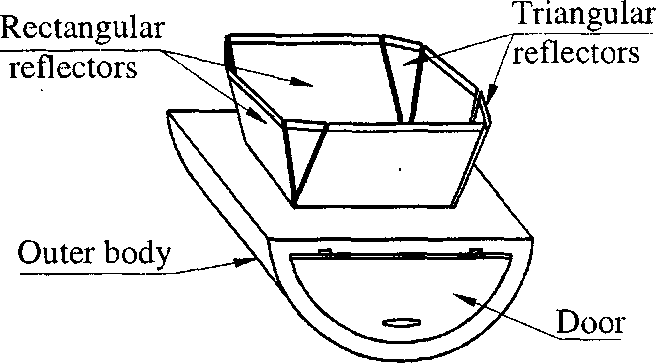 Rectangular
reflectors
Triangular
reflectors
Outer body
Door